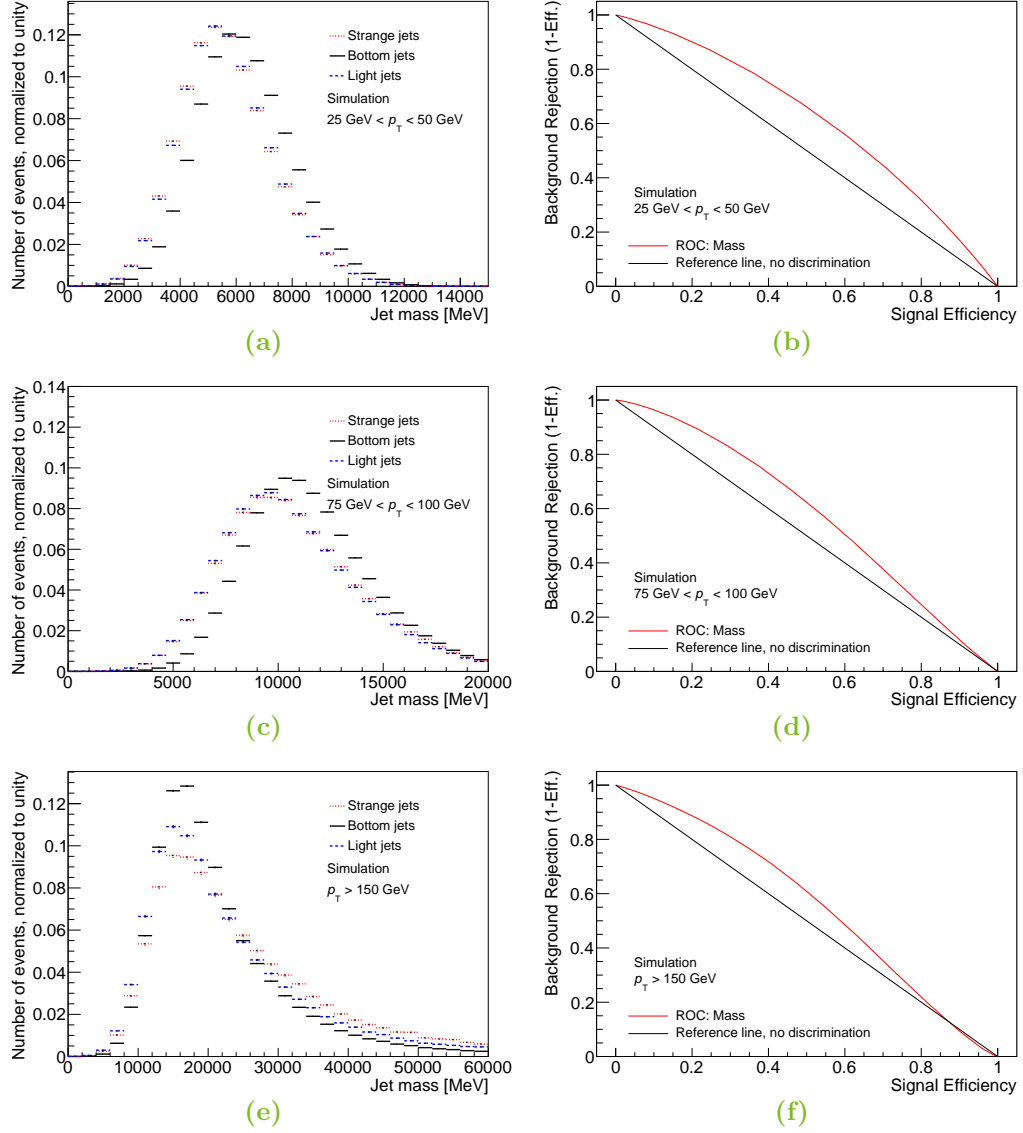 Number of events, normalized to unity
0.12
0.1
0.08
0.06
0.04
0.02
0
Strange jets
Bottom jets
Light jets
Simulation
25 GeV < pT < 50 GeV
0 2000 4000 6000 8000 10000 12000 14000
Jet mass [MeV]
(a)
Background Rejection (1-Eff.)
1
0.8
0.6
0.4
0.2
0
Simulation
25 GeV < pT < 50 GeV
ROC: Mass
Reference line, no discrimination
0 0.2 0.4 0.6 0.8 1
Signal Efficiency
(b)
Number of events, normalized to unity
0.14
0.12
0.1
0.08
0.06
0.04
0.02
0
Strange jets
Bottom jets
Light jets
Simulation
75 GeV < pT < 100 GeV
0 5000 10000 15000 20000
Jet mass [MeV]
(c)
Background Rejection (1-Eff.)
1
0.8
0.6
0.4
0.2
0
Simulation
75 GeV < pT < 100 GeV
ROC: Mass
Reference line, no discrimination
0 0.2 0.4 0.6 0.8 1
Signal Efficiency
(d)
Number of events, normalized to unity
0.12
0.1
0.08
0.06
0.04
0.02
0
Strange jets
Bottom jets
Light jets
Simulation
pT > 150 GeV
0 10000 20000 30000 40000 50000 60000
Jet mass [MeV]
(e)
Background Rejection (1-Eff.)
1
0.8
0.6
0.4
0.2
0
Simulation
pT > 150 GeV
ROC: Mass
Reference line, no discrimination
0 0.2 0.4 0.6 0.8 1
Signal Efficiency
(f)